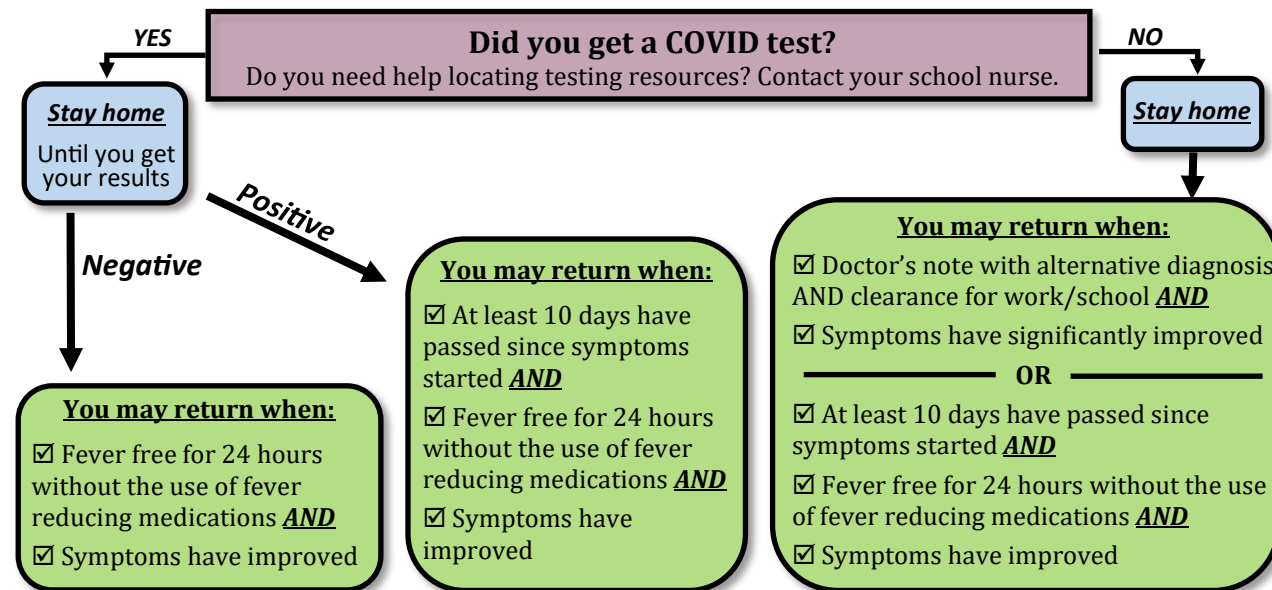 YES
Did you get a COVID test?
Do you need help locating testing resources? Contact your school nurse.
NO
Stay home
Until you get
your results
Stay home
Negative
Positive
You may return when:
☑ Fever free for 24 hours
without the use of fever
reducing medications AND
☑ Symptoms have improved
You may return when:
☑ At least 10 days have
passed since symptoms
started AND
☑ Fever free for 24 hours
without the use of fever
reducing medications AND
☑ Symptoms have
improved
You may return when:
☑ Doctor’s note with alternative diagnosis
AND clearance for work/school AND
☑ Symptoms have significantly improved
OR
☑ At least 10 days have passed since
symptoms started AND
☑ Fever free for 24 hours without the use
of fever reducing medications AND
☑ Symptoms have improved